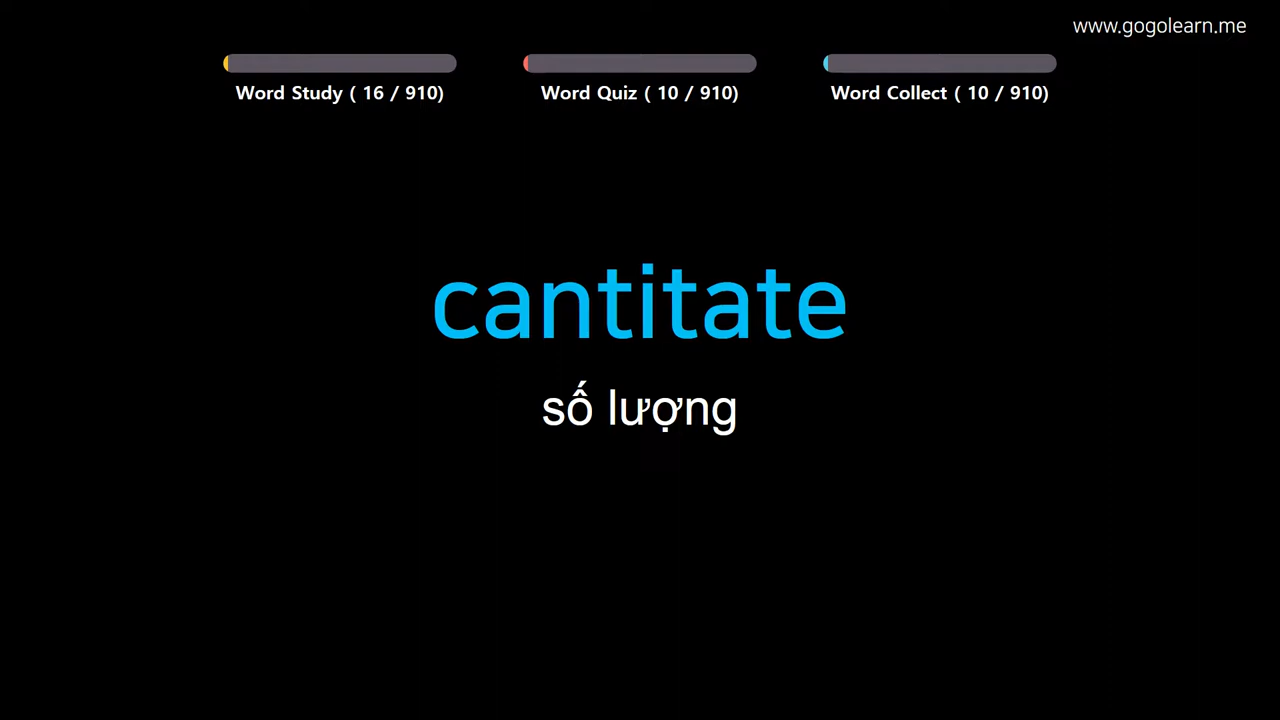 www.gogolearn.me
Word Study ( 16 / 910)
Word Quiz ( 10 / 910)
Word Collect ( 10 / 910)
cantitate
số lượng